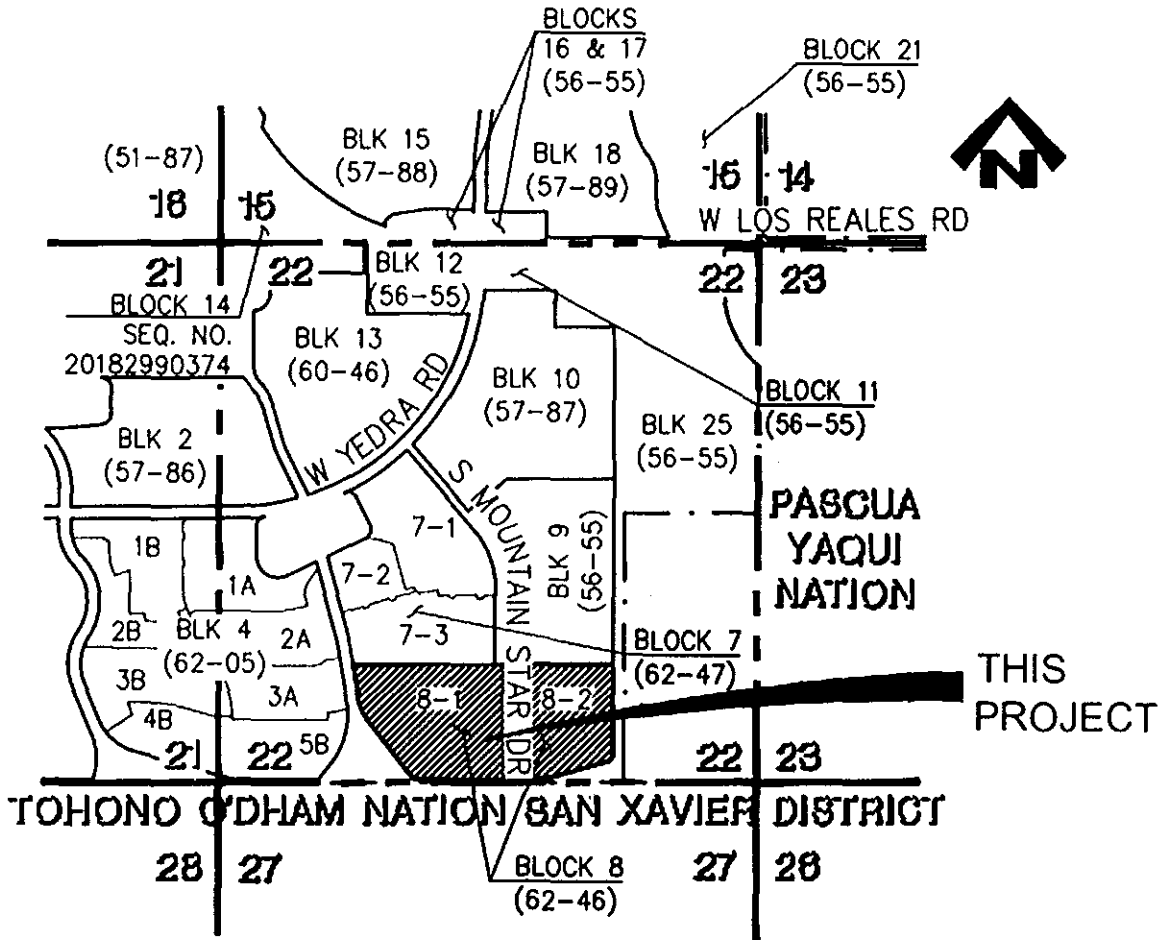 BLOCKS
16 & 17
(56-55)
BLOCK 21
(56-55)
(51-87)
BLK 15
(57-88)
BLK 18
(57-89)
N
16 15
15 14
W LOS REALES RD
21 22
22 23
BLK 12
(56-55)
BLOCK 14
SEQ. NO.
20182990374
BLK 13
(60-46)
W YEDRA RD
BLK 10
(57-87)
BLOCK 11
(56-55)
BLK 2
(57-86)
BLK 25
(56-55)
S MOUNTAIN STAR DR
BLK 9
(56-55)
PASCUA
YAQUI
NATION
1B
1A
7-1
7-2
7-3
2B
BLK 4
(62-05)
2A
BLOCK 7
(62-47)
3B
3A
4B
5B
8-1
8-2
THIS
PROJECT
21 22
22 23
TOHONO O'DHAM NATION SAN XAVIER DISTRICT
28 27
27 26
BLOCK 8
(62-46)